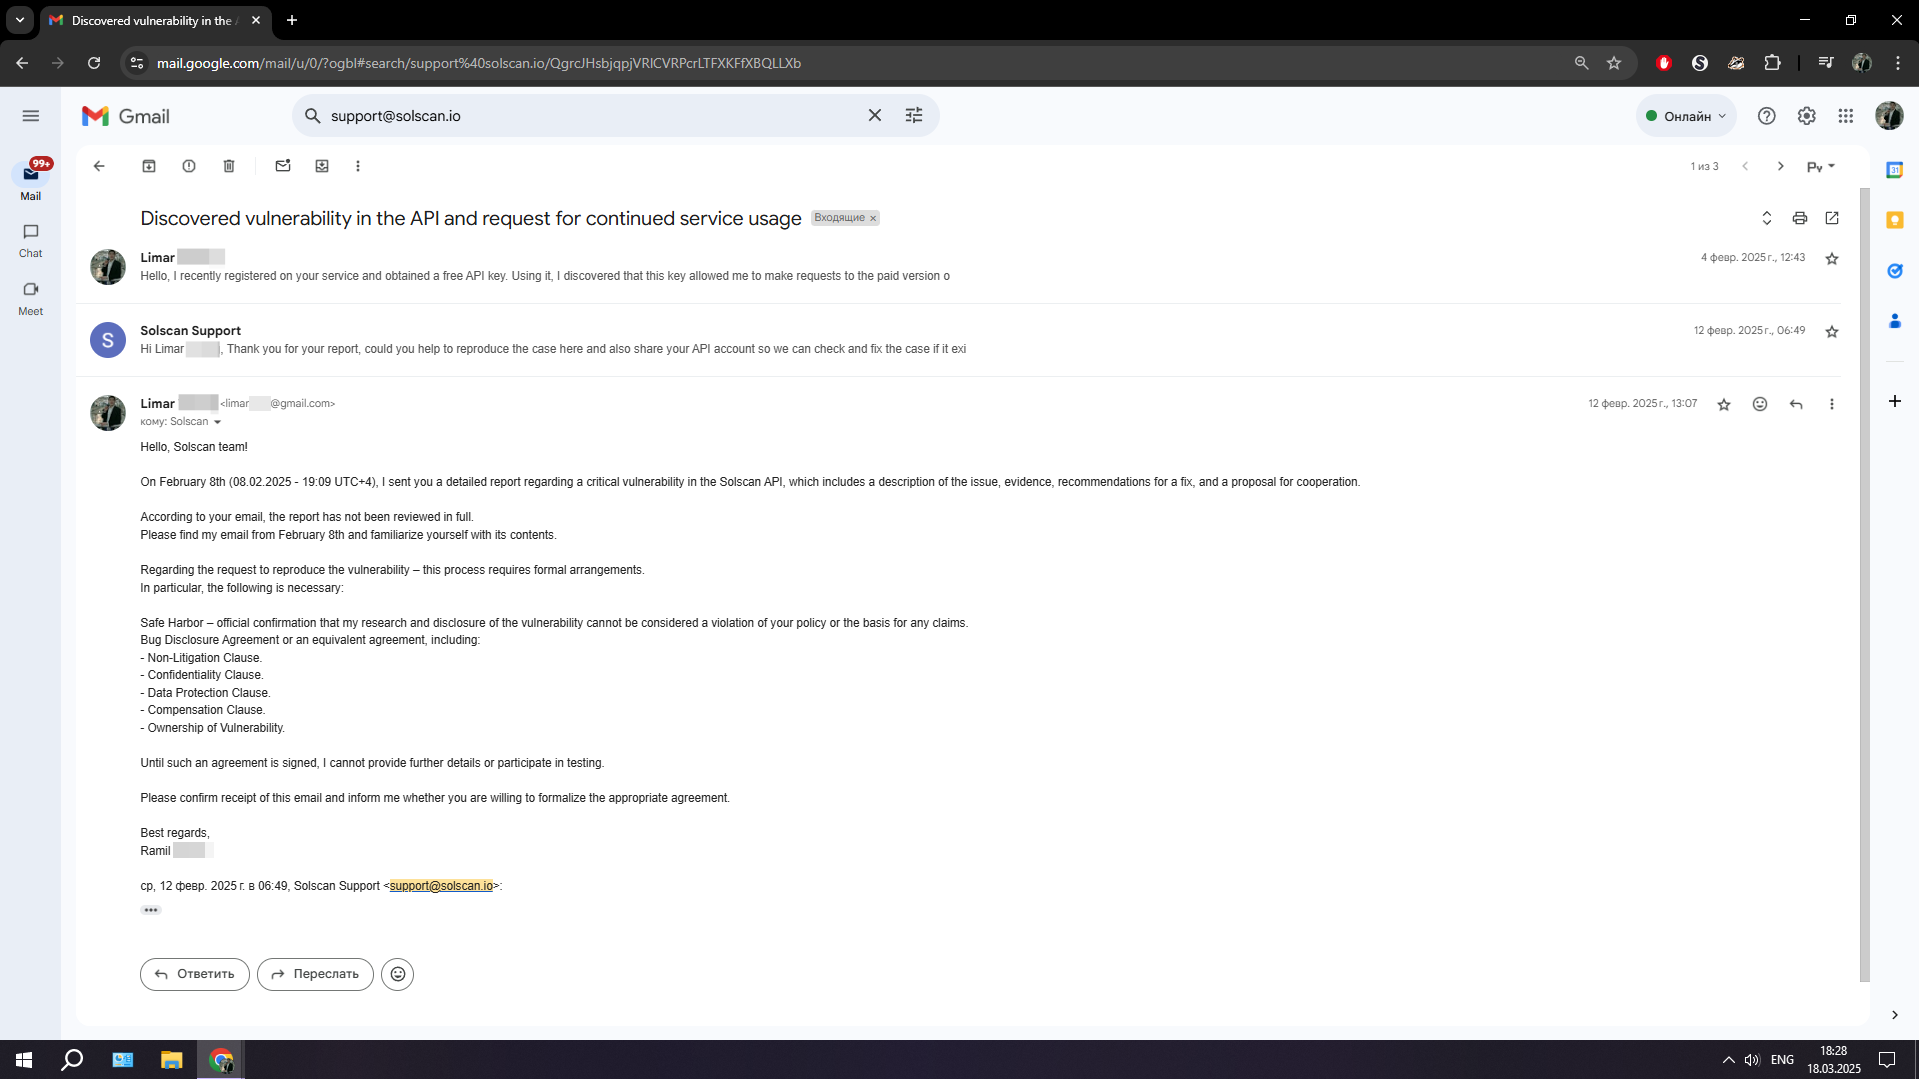 Discovered vulnerability in the
mail.google.com/mail/u/0/?ogbl#search/support%40solscan.io/QgrcJHsbjqpjVRlCVRPcrLTFXKFfXBQLLXb
Gmail
support@solscan.io
Онлайн
99+
Mail
Chat
Meet
1 из 3
Ру
31
Discovered vulnerability in the API and request for continued service usage Входящие ×
Limar
4 февр. 2025 г., 12:43
Hello, I recently registered on your service and obtained a free API key. Using it, I discovered that this key allowed me to make requests to the paid version o
S
Solscan Support
12 февр. 2025 г., 06:49
Hi Limar , Thank you for your report, could you help to reproduce the case here and also share your API account so we can check and fix the case if it exi
Limar <limar @gmail.com>
12 февр. 2025 г., 13:07
кому: Solscan
Hello, Solscan team!
On February 8th (08.02.2025 - 19:09 UTC+4), I sent you a detailed report regarding a critical vulnerability in the Solscan API, which includes a description of the issue, evidence, recommendations for a fix, and a proposal for cooperation.
According to your email, the report has not been reviewed in full.
Please find my email from February 8th and familiarize yourself with its contents.
Regarding the request to reproduce the vulnerability – this process requires formal arrangements.
In particular, the following is necessary:
Safe Harbor – official confirmation that my research and disclosure of the vulnerability cannot be considered a violation of your policy or the basis for any claims.
Bug Disclosure Agreement or an equivalent agreement, including:
- Non-Litigation Clause.
- Confidentiality Clause.
- Data Protection Clause.
- Compensation Clause.
- Ownership of Vulnerability.
Until such an agreement is signed, I cannot provide further details or participate in testing.
Please confirm receipt of this email and inform me whether you are willing to formalize the appropriate agreement.
Best regards,
Ramil
ср, 12 февр. 2025 г. в 06:49, Solscan Support <support@solscan.io>:
Ответить
Переслать
ENG
18:28
18.03.2025